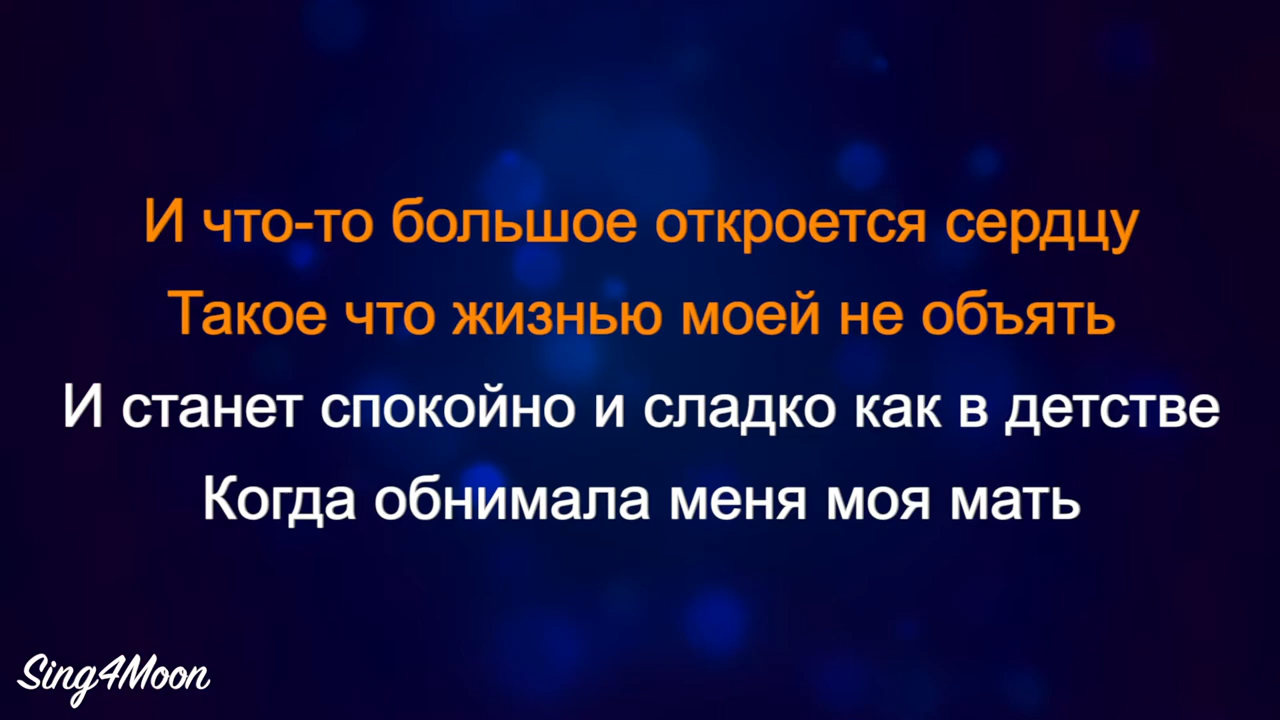 И что-то большое откроется сердцу
Такое что жизнью моей не объять
И станет спокойно и сладко как в детстве
Когда обнимала меня моя мать
Sing4Moon